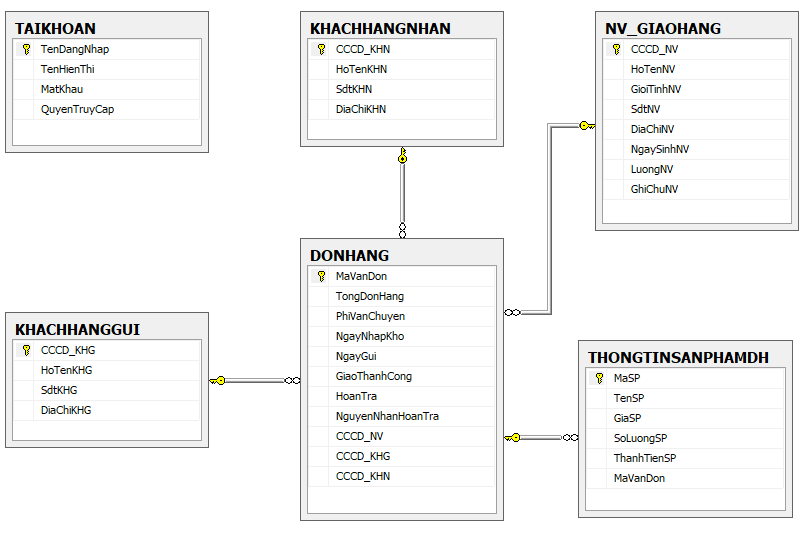 TAIKHOAN
TenDangNhap
TenHienThi
MatKhau
QuyenTruyCap
KHACHHANGNHAN
CCCD_KHN
HoTenKHN
SdtKHN
DiaChiKHN
NV_GIAOHANG
CCCD_NV
HoTenNV
GioiTinhNV
SdtNV
DiaChiNV
NgaySinhNV
LuongNV
GhiChuNV
KHACHHANGGUI
CCCD_KHG
HoTenKHG
SdtKHG
DiaChiKHG
DONHANG
MaVanDon
TongDonHang
PhiVanChuyen
NgayNhapKho
NgayGui
GiaoThanhCong
HoanTra
NguyenNhanHoanTra
CCCD_NV
CCCD_KHG
CCCD_KHN
THONGTINSANPHAMDH
MaSP
TenSP
GiaSP
SoLuongSP
ThanhTienSP
MaVanDon